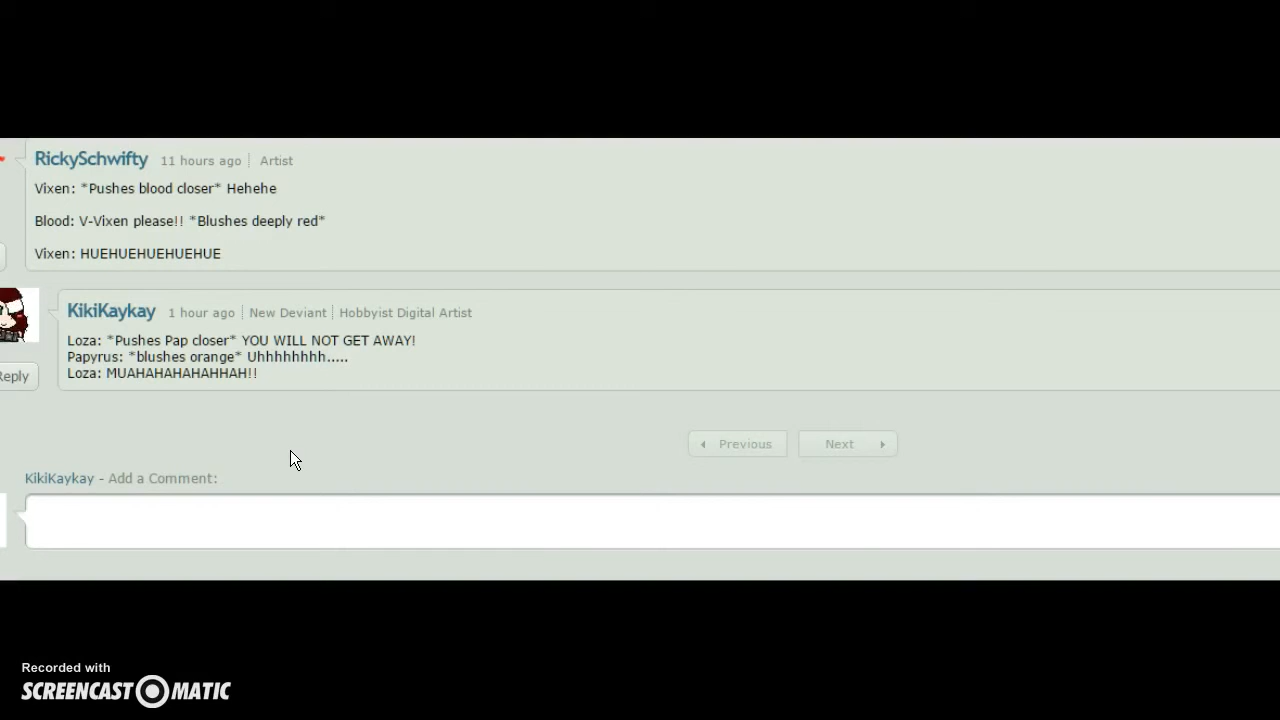 RickySchwifty 11 hours ago Artist
Vixen: *Pushes blood closer* Hehehe
Blood: V-Vixen please!! *Blushes deeply red*
Vixen: HUEHUEHUEHUEHUE
KikiKaykay 1 hour ago New Deviant Hobbyist Digital Artist
Loza: *Pushes Pap closer* YOU WILL NOT GET AWAY!
Papyrus: *blushes orange* Uhhhhhhhh.....
Loza: MUAHAHAHAHAHHAH!!
Reply
Previous Next
KikiKaykay - Add a Comment:
Recorded with
SCREENCAST MATIC